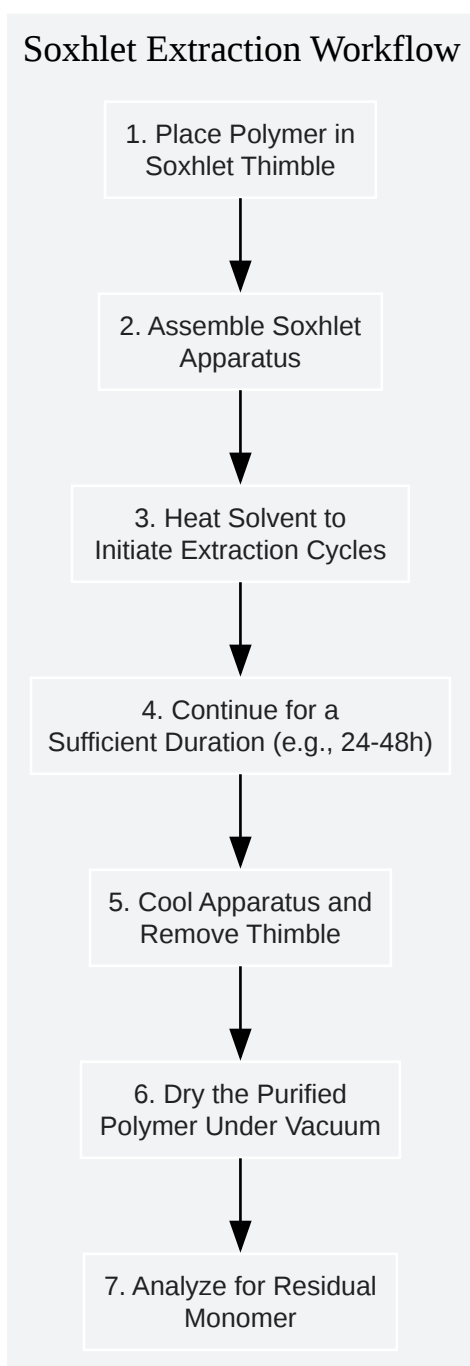 Soxhlet Extraction Workflow
1. Place Polymer in
Soxhlet Thimble
2. Assemble Soxhlet
Apparatus
3. Heat Solvent to
Initiate Extraction Cycles
4. Continue for a
Sufficient Duration (e.g., 24-48h)
5. Cool Apparatus and
Remove Thimble
6. Dry the Purified
Polymer Under Vacuum
7. Analyze for Residual
Monomer